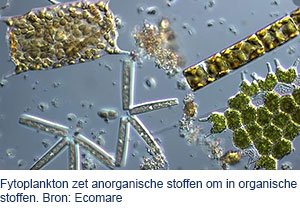 Fytoplankton zet anorganische stoffen om in organische
stoffen. Bron: Ecomare